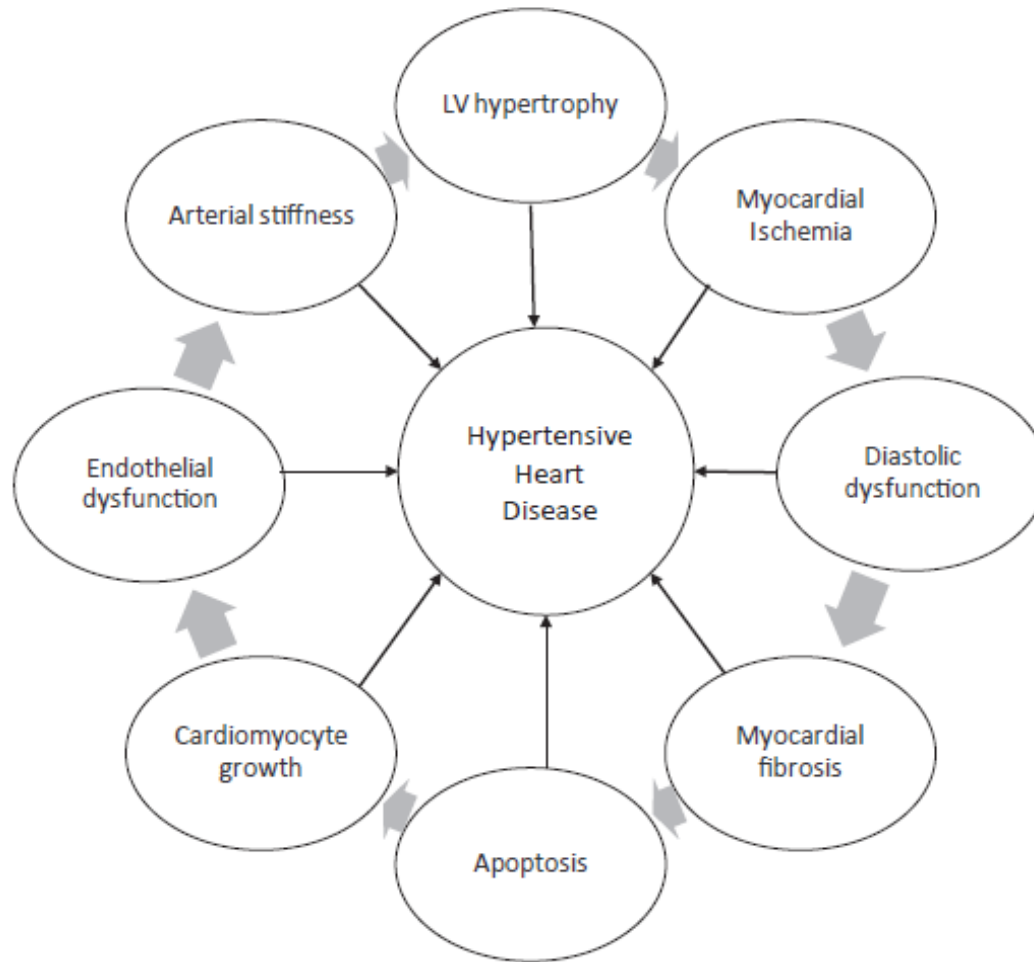 LV hypertrophy
Myocardial
Ischemia
Diastolic
dysfunction
Myocardial
fibrosis
Apoptosis
Cardiomyocyte
growth
Endothelial
dysfunction
Arterial stiffness
Hypertensive
Heart
Disease